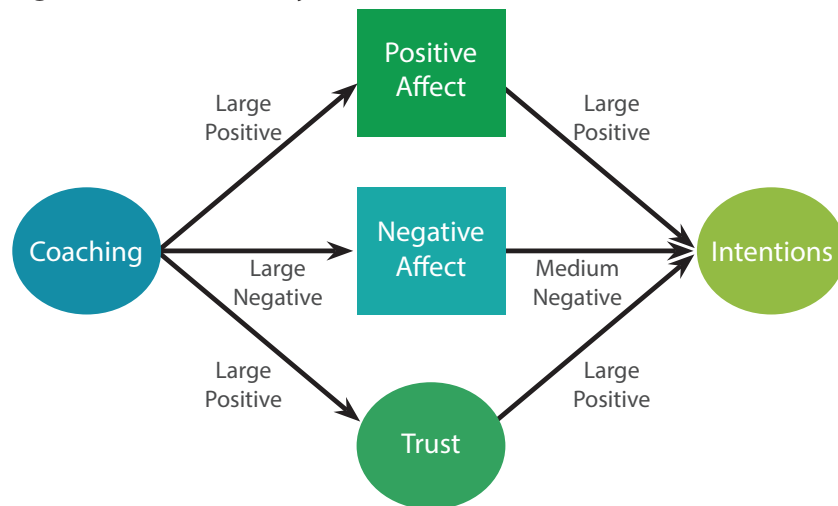 Positive
Affect
Large
Positive
Large
Positive
Coaching
Negative
Affect
Intentions
Large
Negative
Medium
Negative
Large
Positive
Large
Positive
Trust